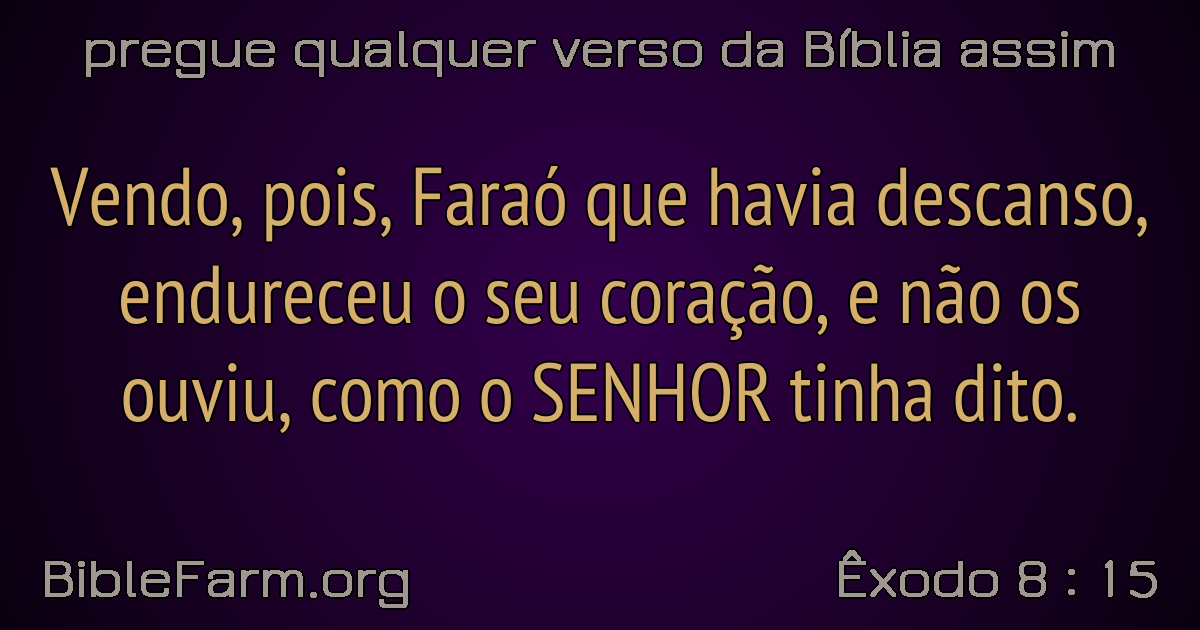 pregue qualquer verso da Bíblia assim
Vendo, pois, Faraó que havia descanso,
endureceu o seu coração, e não os
ouviu, como o SENHOR tinha dito.
BibleFarm.org
Êxodo 8 : 15